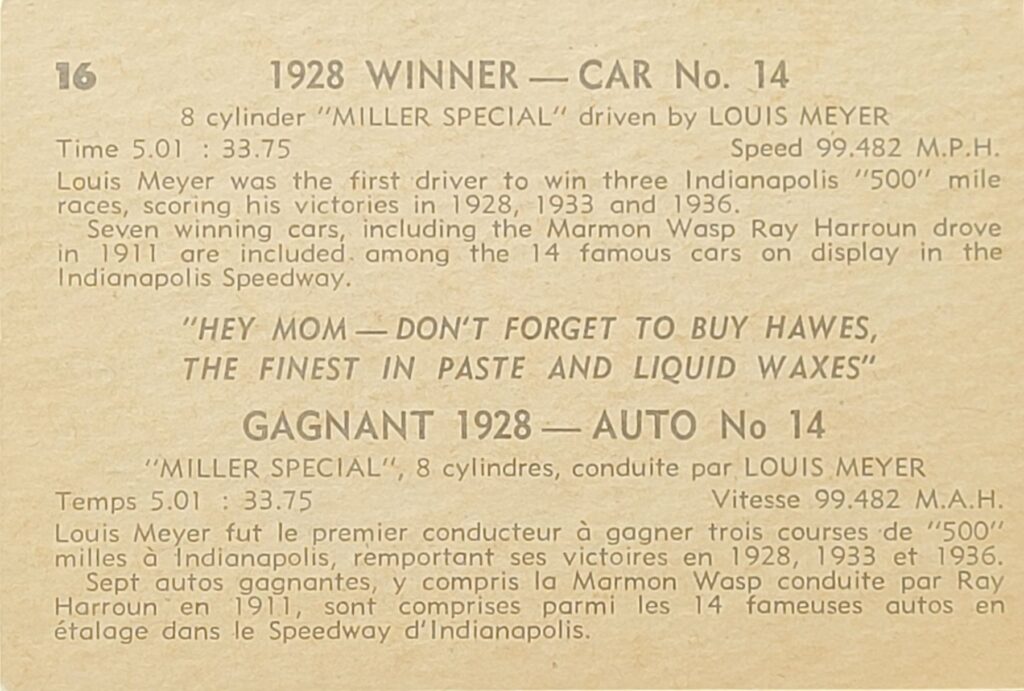 16 1928 WINNER — CAR No. 14
8 cylinder "MILLER SPECIAL" driven by LOUIS MEYER
Time 5.01 : 33.75 Speed 99.482 M.P.H.
Louis Meyer was the first driver to win three Indianapolis "500" mile
races, scoring his victories in 1928, 1933 and 1936.
Seven winning cars, including the Marmon Wasp Ray Harroun drove
in 1911 are included among the 14 famous cars on display in the
Indianapolis Speedway.
"HEY MOM — DON'T FORGET TO BUY HAWES,
THE FINEST IN PASTE AND LIQUID WAXES"
GAGNANT 1928 — AUTO No 14
"MILLER SPECIAL", 8 cylindres, conduite par LOUIS MEYER
Temps 5.01 : 33.75 Vitesse 99.482 M.A.H.
Louis Meyer fut le premier conducteur à gagner trois courses de "500"
milles à Indianapolis, remportant ses victoires en 1928, 1933 et 1936.
Sept autos gagnantes, y compris la Marmon Wasp conduite par Ray
Harroun en 1911, sont comprises parmi les 14 fameuses autos en
étalage dans le Speedway d'Indianapolis.